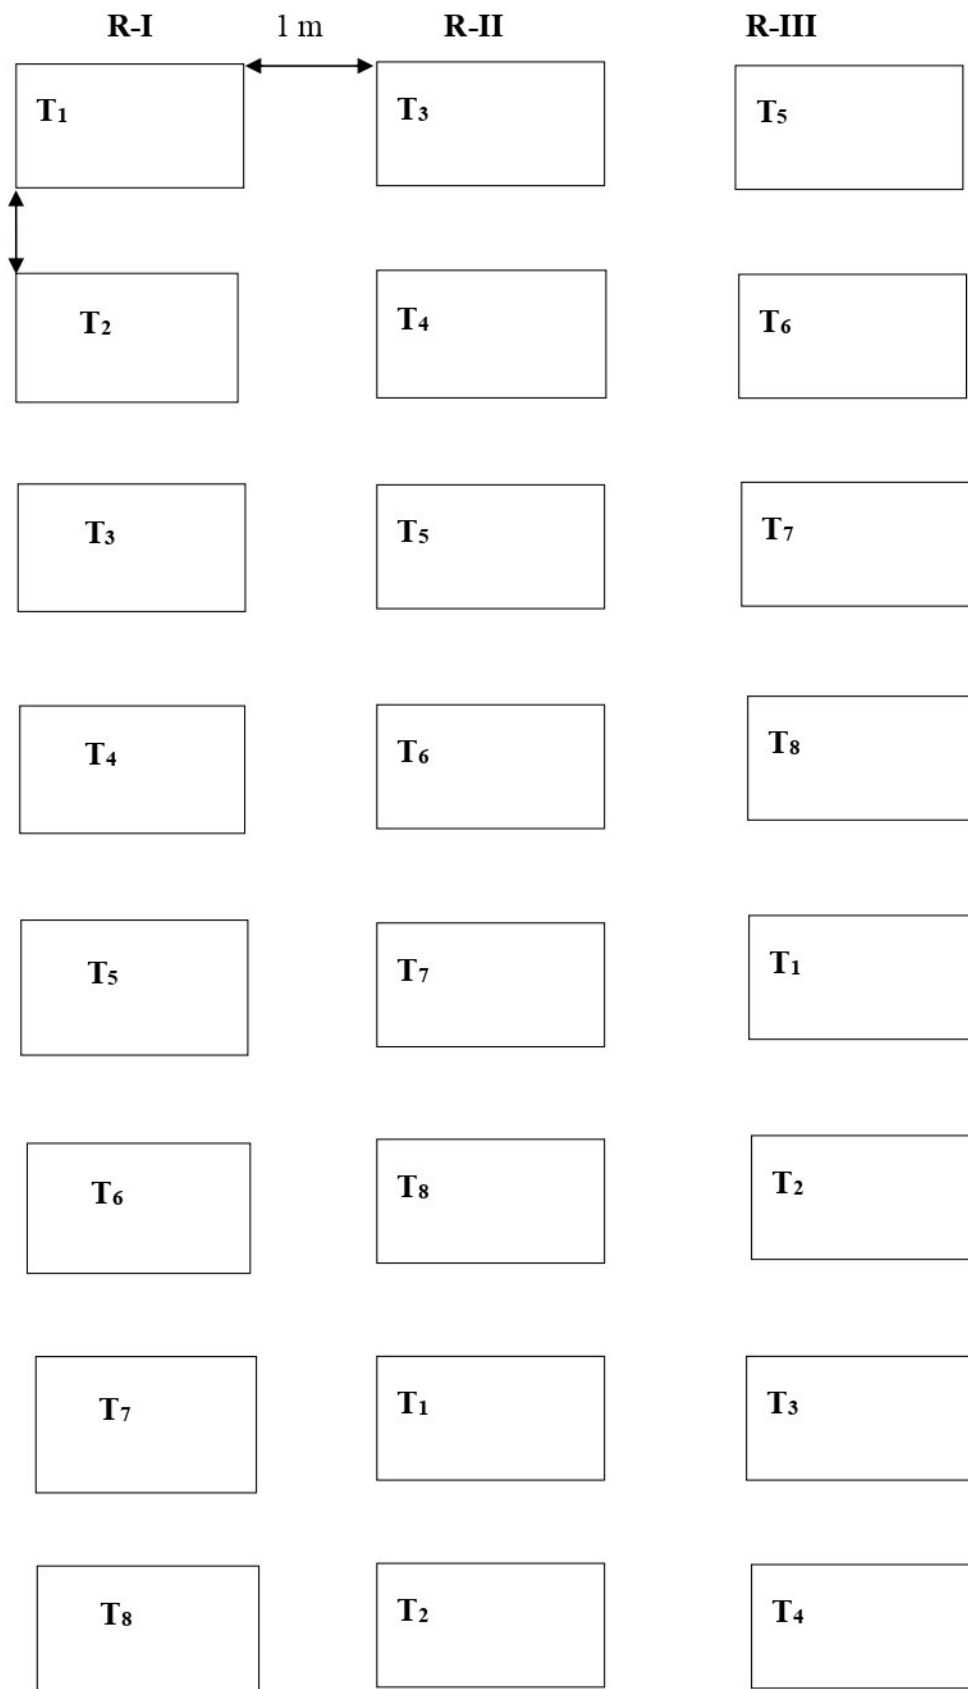 R-I 1 m R-II R-III
T1 T3 T5
T2 T4 T6
T3 T5 T7
T4 T6 T8
T5 T7 T1
T6 T8 T2
T7 T1 T3
T8 T2 T4